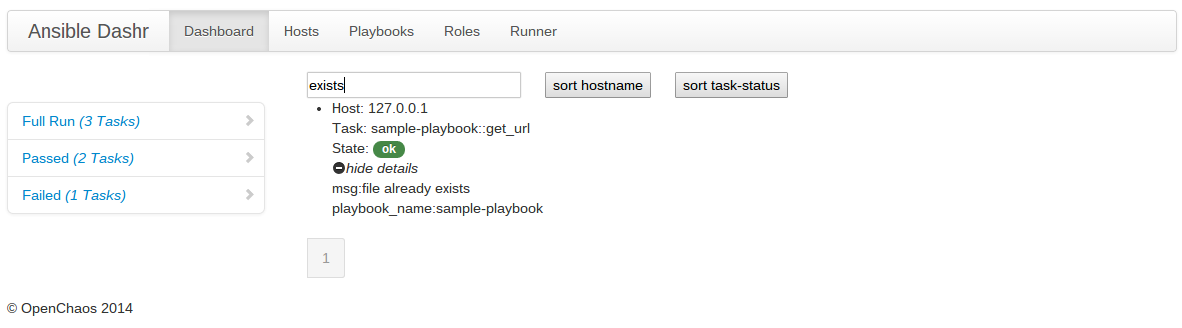 Ansible Dashr Dashboard Hosts Playbooks Roles Runner
exists sort hostname sort task-status
Full Run (3 Tasks)
Passed (2 Tasks)
Failed (1 Tasks)
Host: 127.0.0.1
Task: sample-playbook::get_url
State: ok
hide details
msg:file already exists
playbook_name:sample-playbook
1
© OpenChaos 2014